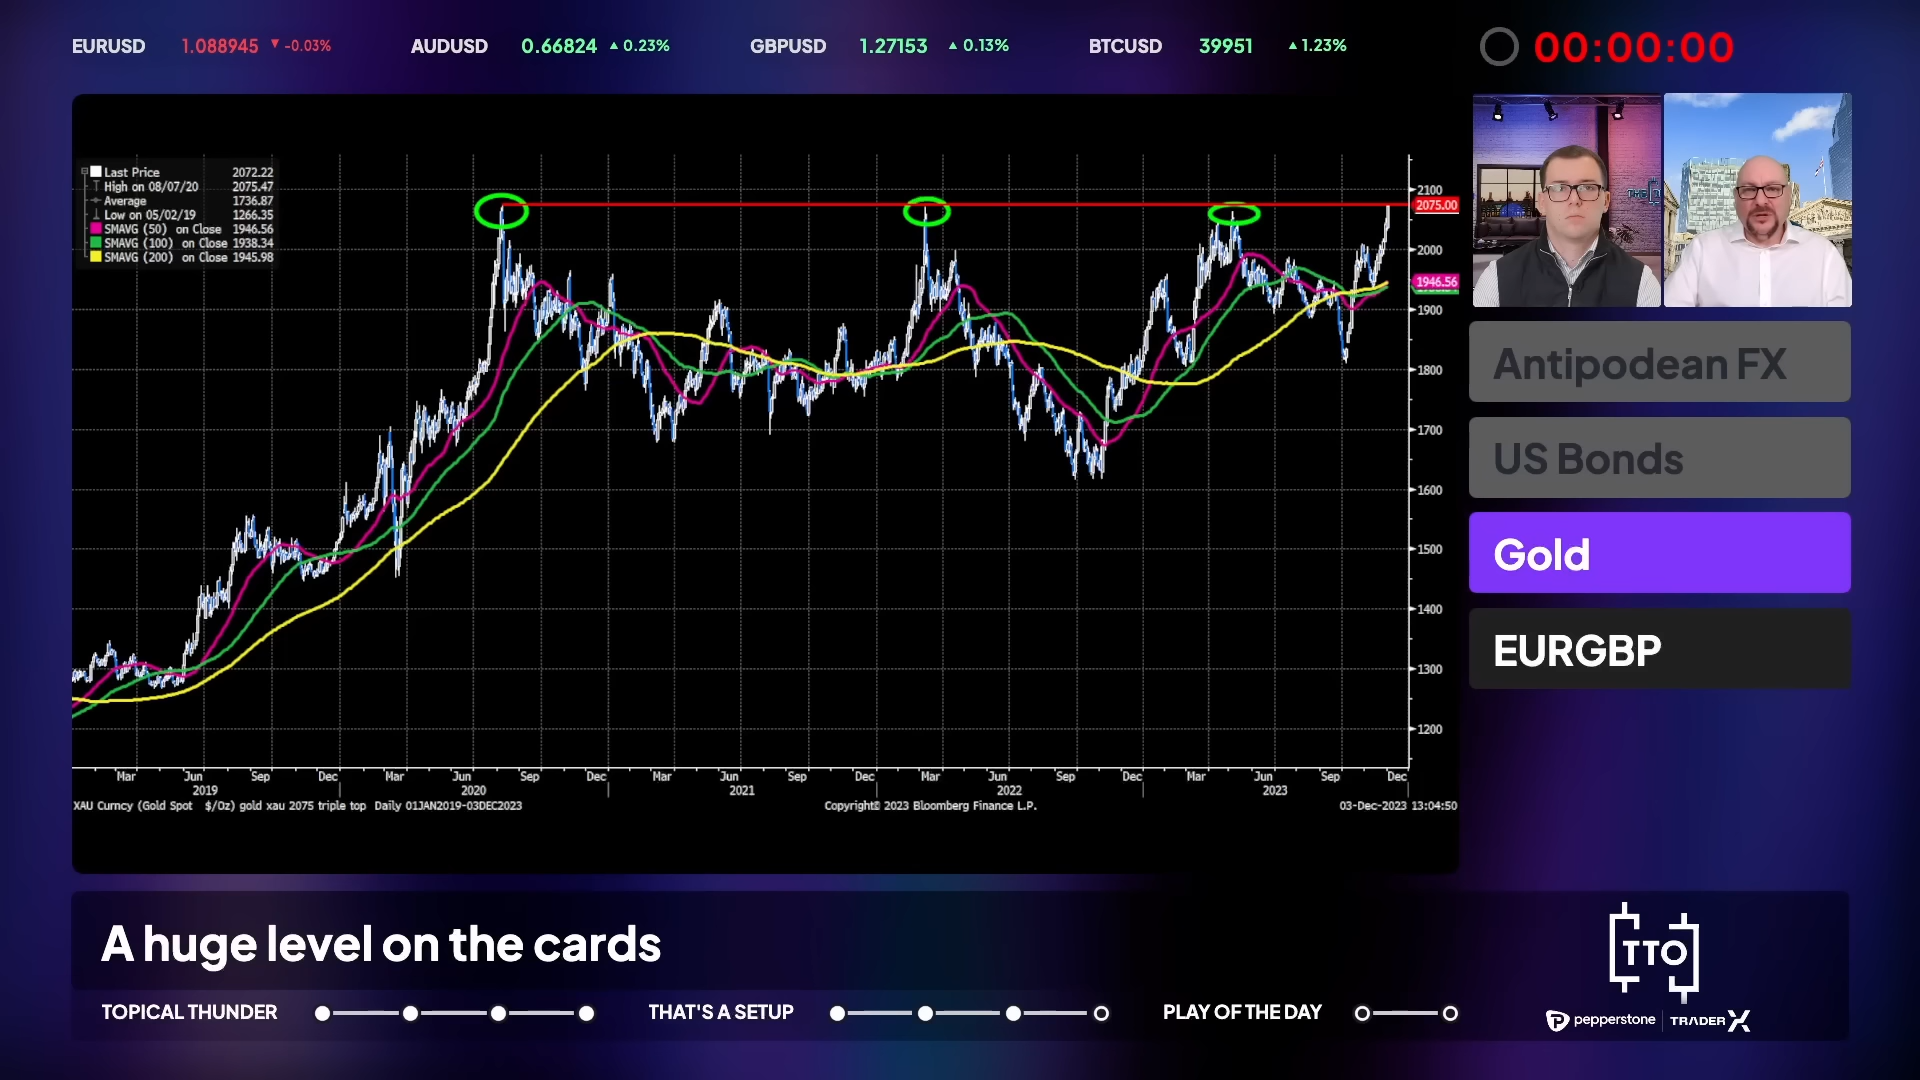 EURUSD 1.088945 ▼ -0.03% AUDUSD 0.66824 ▲ 0.23% GBPUSD 1.27153 ▲ 0.13% BTCUSD 39951 ▲ 1.23% 00:00:00
Last Price 2072.22
High on 08/07/20 2075.47
Average 1736.87
Low on 05/02/19 1266.35
SMAVG (50) on Close 1946.56
SMAVG (100) on Close 1938.34
SMAVG (200) on Close 1945.98
2100
2075.00
2000
1946.56
1900
1800
1700
1600
1500
1400
1300
1200
Mar Jun Sep Dec Mar Jun Sep Dec Mar Jun Sep Dec Mar Jun Sep Dec Mar Jun Sep Dec
2019 2020 2021 2022 2023
XAU Curncy (Gold Spot $/Oz) gold xau 2075 triple top Daily 01JAN2019-03DEC2023 Copyright© 2023 Bloomberg Finance L.P. 03-Dec-2023 13:04:50
Antipodean FX
US Bonds
Gold
EURGBP
A huge level on the cards
TOPICAL THUNDER THAT'S A SETUP PLAY OF THE DAY
TTO
pepperstone TRADER X